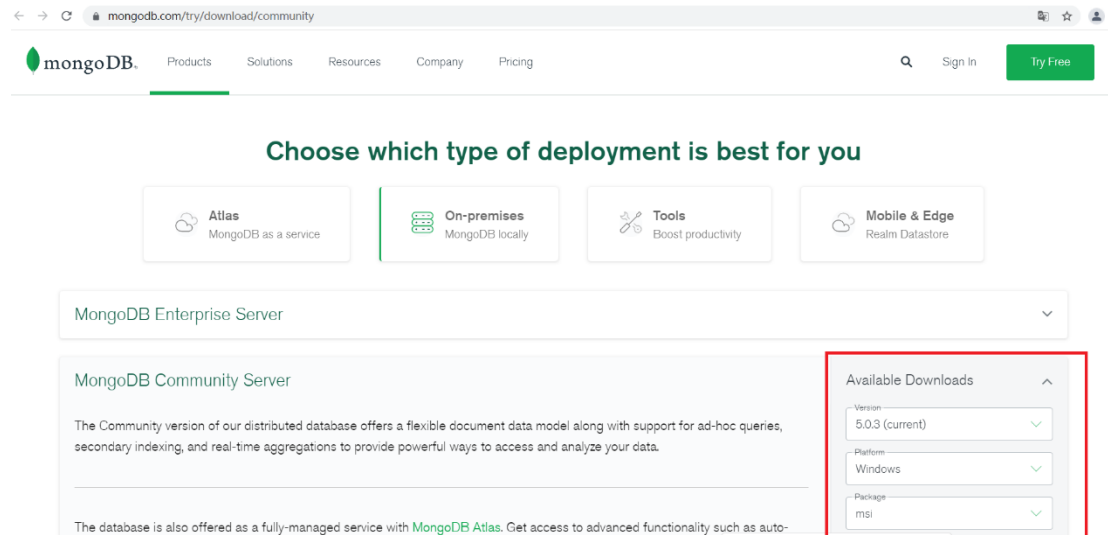 mongodb.com/try/download/community
mongoDB.
Products Solutions Resources Company Pricing Sign In Try Free
Choose which type of deployment is best for you
Atlas
MongoDB as a service
On-premises
MongoDB locally
Tools
Boost productivity
Mobile & Edge
Realm Datastore
MongoDB Enterprise Server
MongoDB Community Server
The Community version of our distributed database offers a flexible document data model along with support for ad-hoc queries,
secondary indexing, and real-time aggregations to provide powerful ways to access and analyze your data.
The database is also offered as a fully-managed service with MongoDB Atlas. Get access to advanced functionality such as auto-
Available Downloads
Version
5.0.3 (current)
Platform
Windows
Package
msi